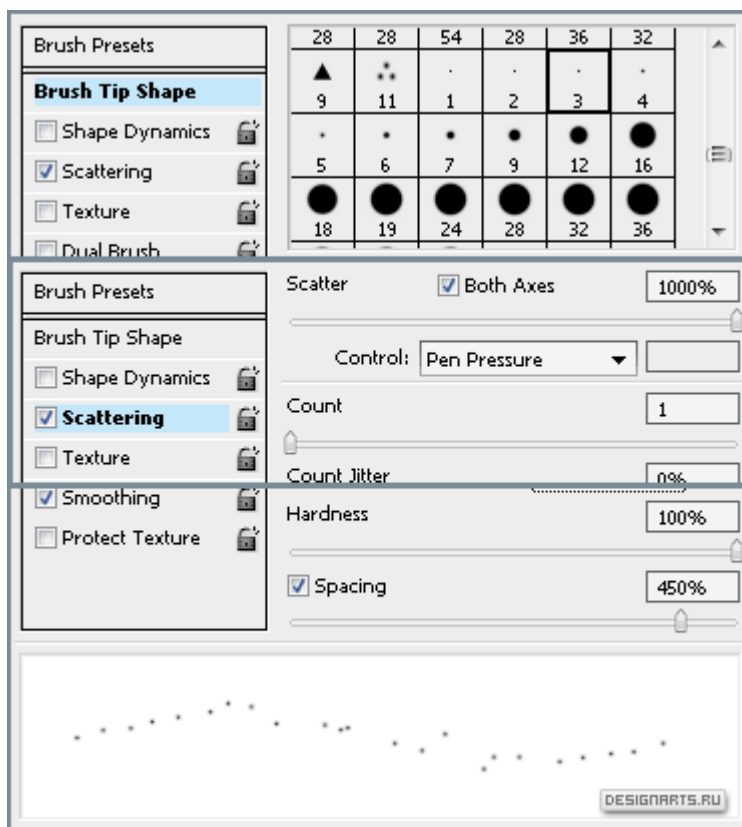 Brush Presets
Brush Tip Shape
Shape Dynamics
Scattering
Texture
Dual Brush
28 28 54 28 36 32
9 11 1 2 3 4
5 6 7 9 12 16
18 19 24 28 32 36
Brush Presets
Brush Tip Shape
Shape Dynamics
Scattering
Texture
Scatter Both Axes 1000%
Control: Pen Pressure
Count 1
Count Jitter 0%
Smoothing
Protect Texture
Hardness 100%
Spacing 450%
DESIGNARTS.RU